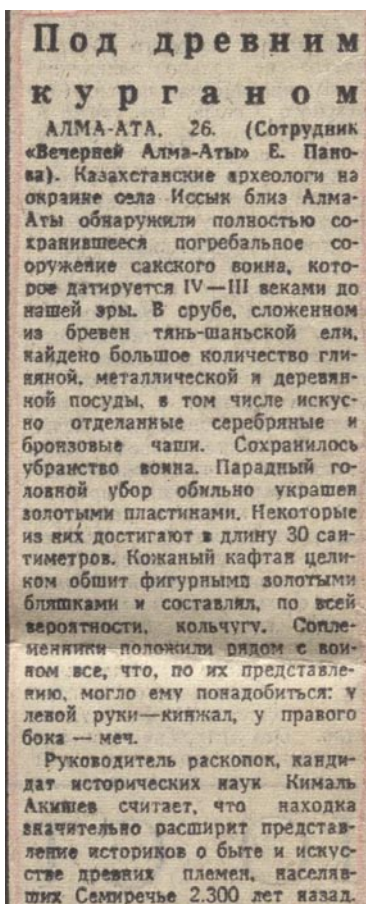 Под древним
курганом
АЛМА-АТА, 26. (Сотрудник
«Вечерней Алма-Аты» Е. Пано-
ва). Казахстанские археологи на
окраине села Иссык близ Алма-
Аты обнаружили полностью со-
хранившееся погребальное со-
оружение сакского воина, кото-
рое датируется IV—III веками до
нашей эры. В срубе, сложенном
из бревен тянь-шаньской ели,
найдено большое количество гли-
няной, металлической и деревян-
ной посуды, в том числе искус-
но отделанные серебряные и
бронзовые чаши. Сохранилось
убранство воина. Парадный го-
ловной убор обильно украшен
золотыми пластинами. Некоторые
из них достигают в длину 30 сан-
тиметров. Кожаный кафтан цели-
ком обшит фигурными золотыми
бляшками и составлял, по всей
вероятности, кольчугу. Сопле-
менники положили рядом с вои-
ном все, что, по их представле-
нию, могло ему понадобиться: у
левой руки—кинжал, у правого
бока — меч.
Руководитель раскопок, канди-
дат исторических наук Кималь
Акишев считает, что находка
значительно расширит представ-
ление историков о быте и искус-
стве древних племен, населяв-
ших Семиречье 2.300 лет назад.